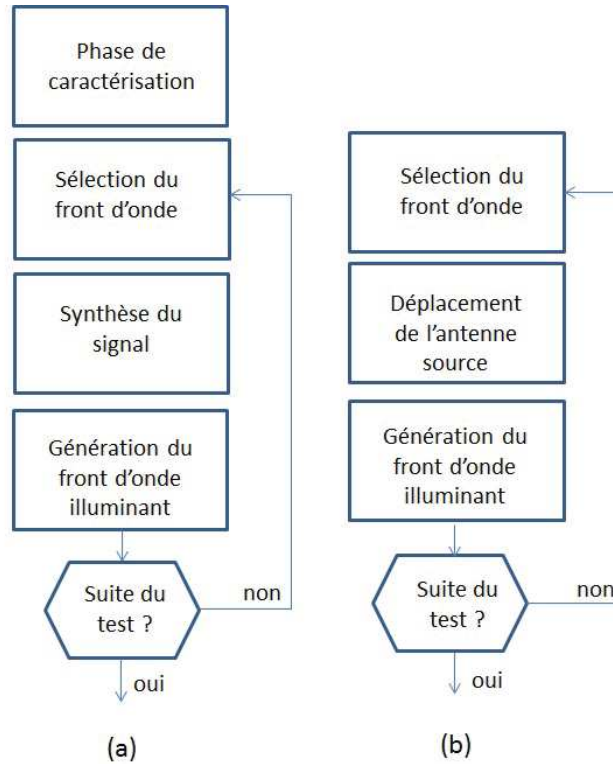 Phase de
caractérisation
Sélection du
front d'onde
Synthèse du
signal
Génération du
front d'onde
illuminant
Suite du
test ?
non
oui
(a)
Sélection du
front d'onde
Déplacement
de l'antenne
source
Génération du
front d'onde
illuminant
Suite du
test ?
non
oui
(b)